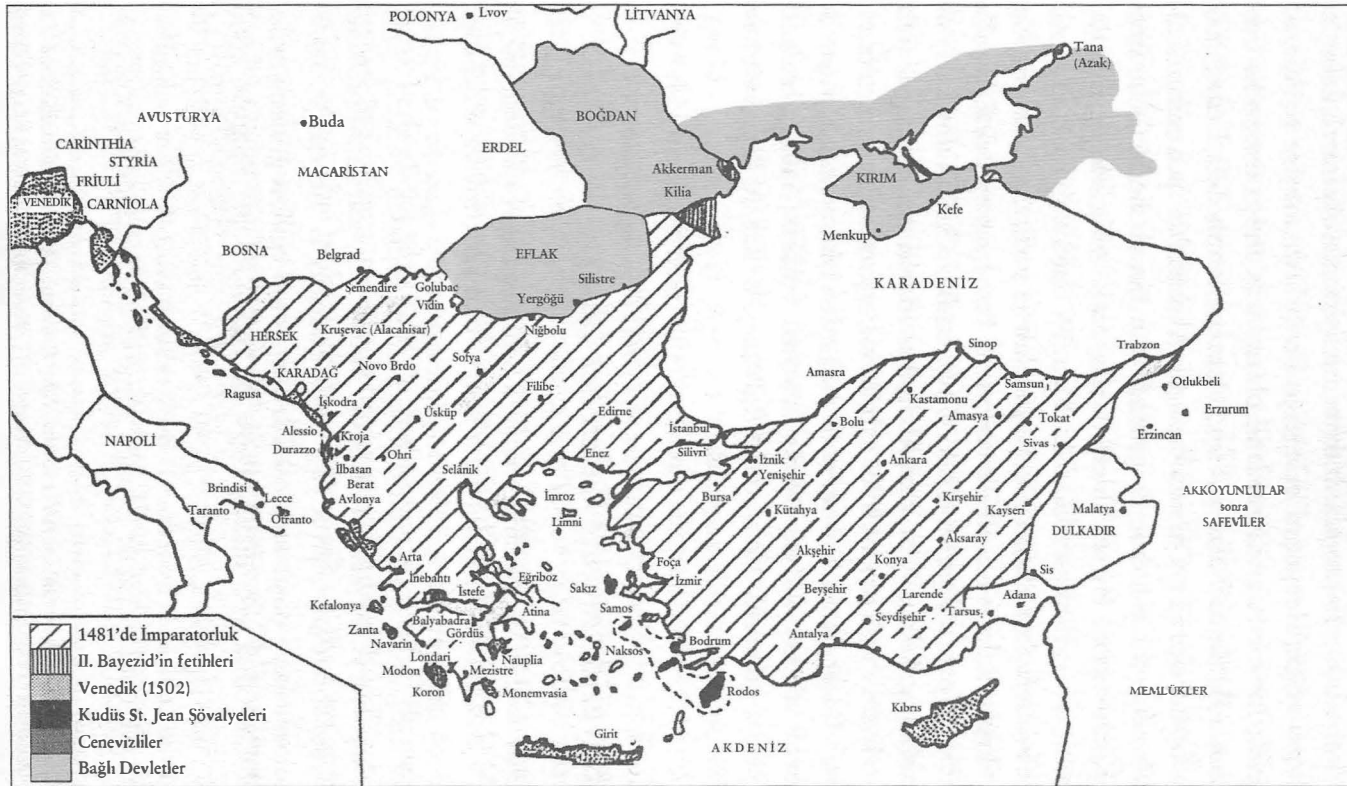 POLONYA
Lvov
LİTVANYA
Tana
(Azak)
AVUSTURYA
Buda
BOĞDAN
CARİNTHİA
STYRIA
FRİULİ
VENEDİK
CARNİOLA
MACARİSTAN
ERDEL
Akkerman
Kilia
KIRIM
Kefe
Menkup
BOSNA
Belgrad
Semendire
Golubac
Vidin
EFLAK
Silistre
Yergöğü
Niğbolu
KARADENİZ
HERSEK
Kruşevac (Alacahisar)
Novo Brdo
Sofya
KARADAĞ
Ragusa
İşkodra
Üsküp
Filibe
Edirne
Amasra
Sinop
Trabzon
Kastamonu
Samsun
Otlukbeli
Bolu
Amasya
Tokat
Erzurum
Erzincan
Sivas
Alessio
Kroja
Durazzo
Ohri
İlbasan
Berat
Avlonya
Selânik
Enez
İstanbul
Silivri
İznik
Yenişehir
Bursa
Ankara
NAPOLİ
Brindisi
Lecce
Taranto
Otranto
İmroz
Limni
Kütahya
Kırşehir
Kayseri
Malatya
DULKADIR
AKKOYUNLULAR
sonra
SAFEVİLER
Aksaray
Akşehir
Konya
Arta
İnebahtı
Eğriboz
İstefe
Sakız
Foça
İzmir
Beyşehir
Larende
Sis
Adana
Tarsus
Seydişehir
Kefalonya
Balyabadra
Atina
Samos
Zanta
Gördüs
Navarin
Nauplia
Naksos
Bodrum
Antalya
Londari
Modon
Mezistre
Koron
Monemvasia
Rodos
Kıbrıs
MEMLÜKLER
Girit
AKDENİZ
1481'de İmparatorluk
II. Bayezid'in fetihleri
Venedik (1502)
Kudüs St. Jean Şövalyeleri
Cenevizliler
Bağlı Devletler